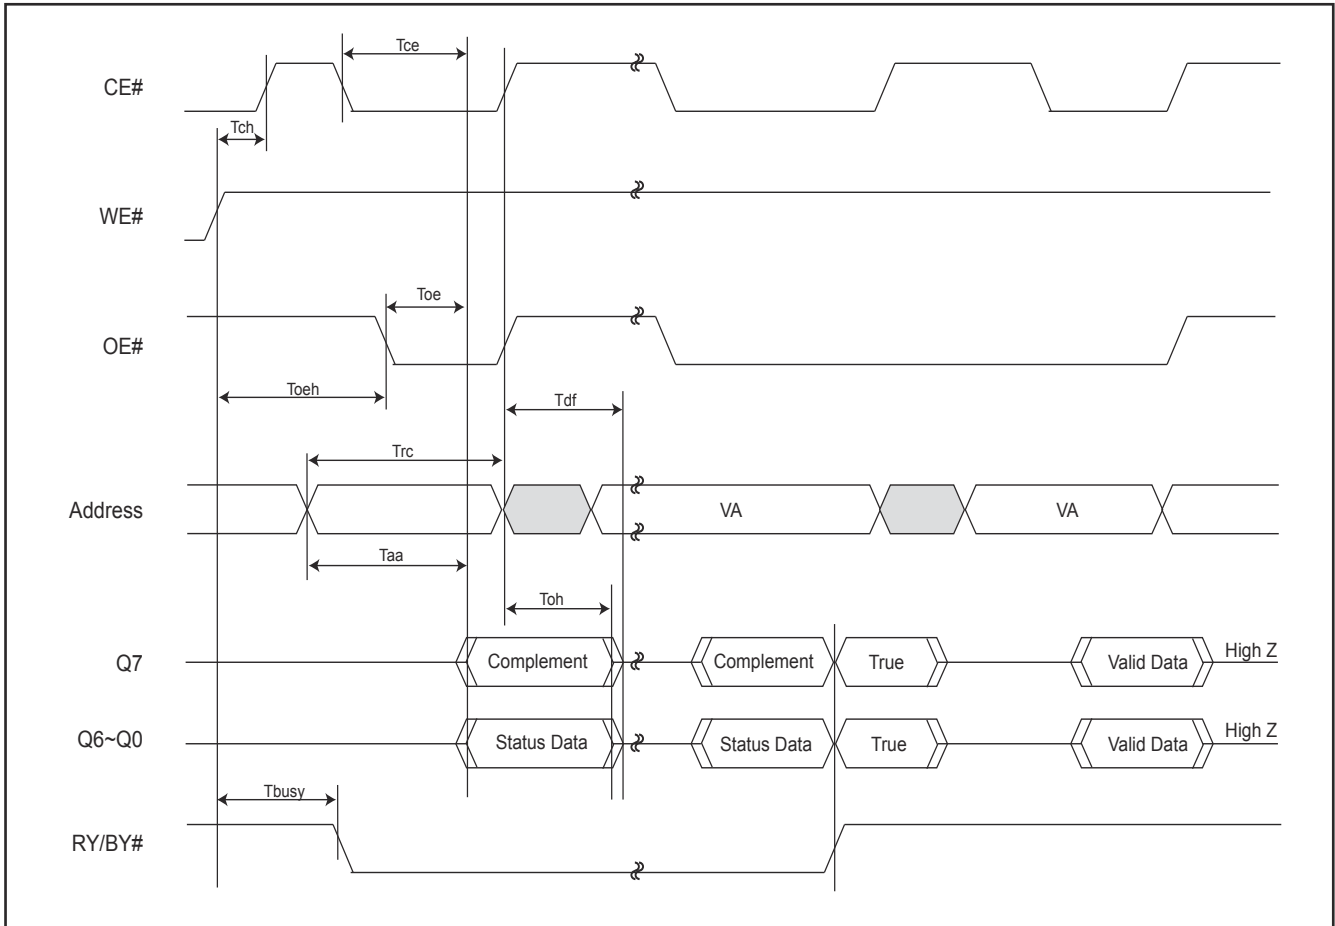 Tce
CE#
Tch
WE#
Toe
OE#
Toeh
Tdf
Trc
Address
VA
VA
Taa
Toh
Q7
Complement
Complement
True
Valid Data
High Z
Q6~Q0
Status Data
Status Data
True
Valid Data
High Z
Tbusy
RY/BY#